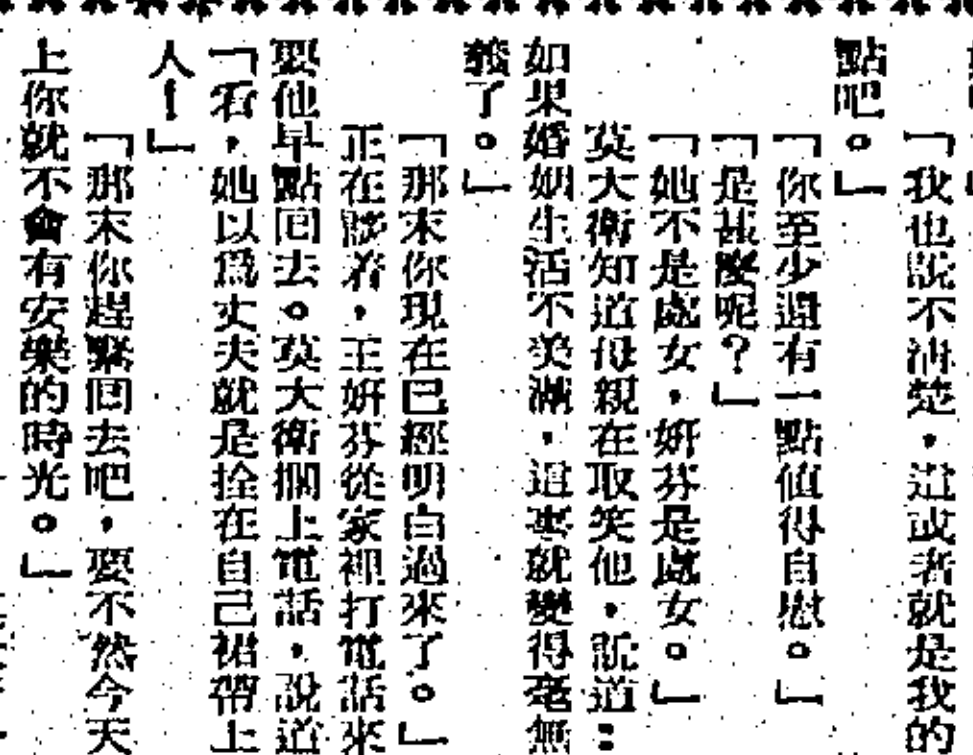 「我也說不清楚，這或者就是我的
點吧。」
「你至少還有一點值得自慰。」
「是甚麼呢？」
「她不是處女，妍芬是處女。」
莫大衛知道母親在取笑他，說道：
如果婚姻生活不美滿，這事就變得毫無
義了。」
「那末你現在已經明白過來了。」
正在談着，王妍芬從家裡打電話來
要他早點回去。莫大衛擱上電話，說道
「看，她以爲丈夫就是拴在自己裙帶上
人！」
「那末你趕緊回去吧，要不然今天
上你就不會有安樂的時光。」